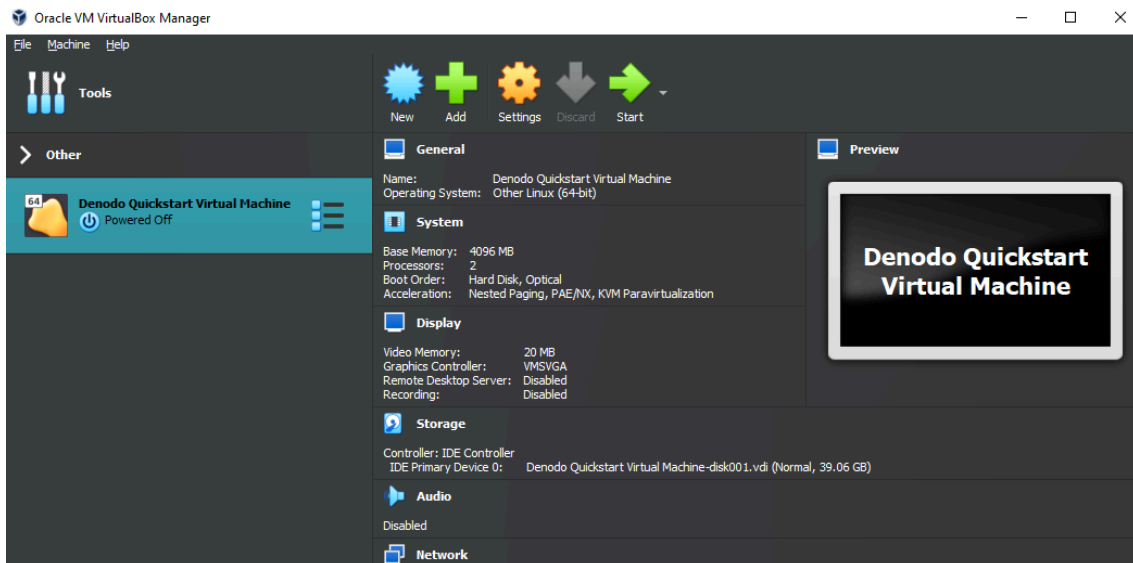 Oracle VM VirtualBox Manager
File Machine Help
Tools
New Add Settings Discard Start
Other
64
Denodo Quickstart Virtual Machine
Powered Off
General
Name: Denodo Quickstart Virtual Machine
Operating System: Other Linux (64-bit)
System
Base Memory: 4096 MB
Processors: 2
Boot Order: Hard Disk, Optical
Acceleration: Nested Paging, PAE/NX, KVM Paravirtualization
Display
Video Memory: 20 MB
Graphics Controller: VMSVGA
Remote Desktop Server: Disabled
Recording: Disabled
Storage
Controller: IDE Controller
IDE Primary Device 0: Denodo Quickstart Virtual Machine-disk001.vdi (Normal, 39.06 GB)
Audio
Disabled
Network
Preview
Denodo Quickstart
Virtual Machine